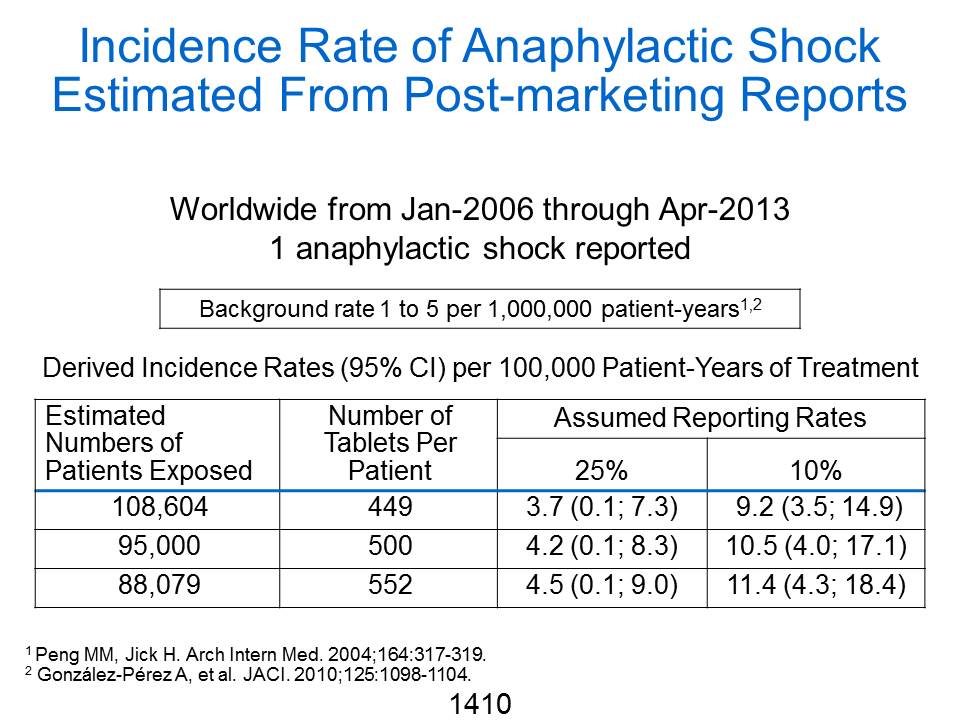 Incidence Rate of Anaphylactic Shock
Estimated From Post-marketing Reports
Worldwide from Jan-2006 through Apr-2013
1 anaphylactic shock reported
Background rate 1 to 5 per 1,000,000 patient-years1,2
Derived Incidence Rates (95% CI) per 100,000 Patient-Years of Treatment
Estimated Numbers of Patients Exposed
Number of Tablets Per Patient
Assumed Reporting Rates
25% 10%
108,604 449 3.7 (0.1; 7.3) 9.2 (3.5; 14.9)
95,000 500 4.2 (0.1; 8.3) 10.5 (4.0; 17.1)
88,079 552 4.5 (0.1; 9.0) 11.4 (4.3; 18.4)
1 Peng MM, Jick H. Arch Intern Med. 2004;164:317-319.
2 González-Pérez A, et al. JACI. 2010;125:1098-1104.
1410